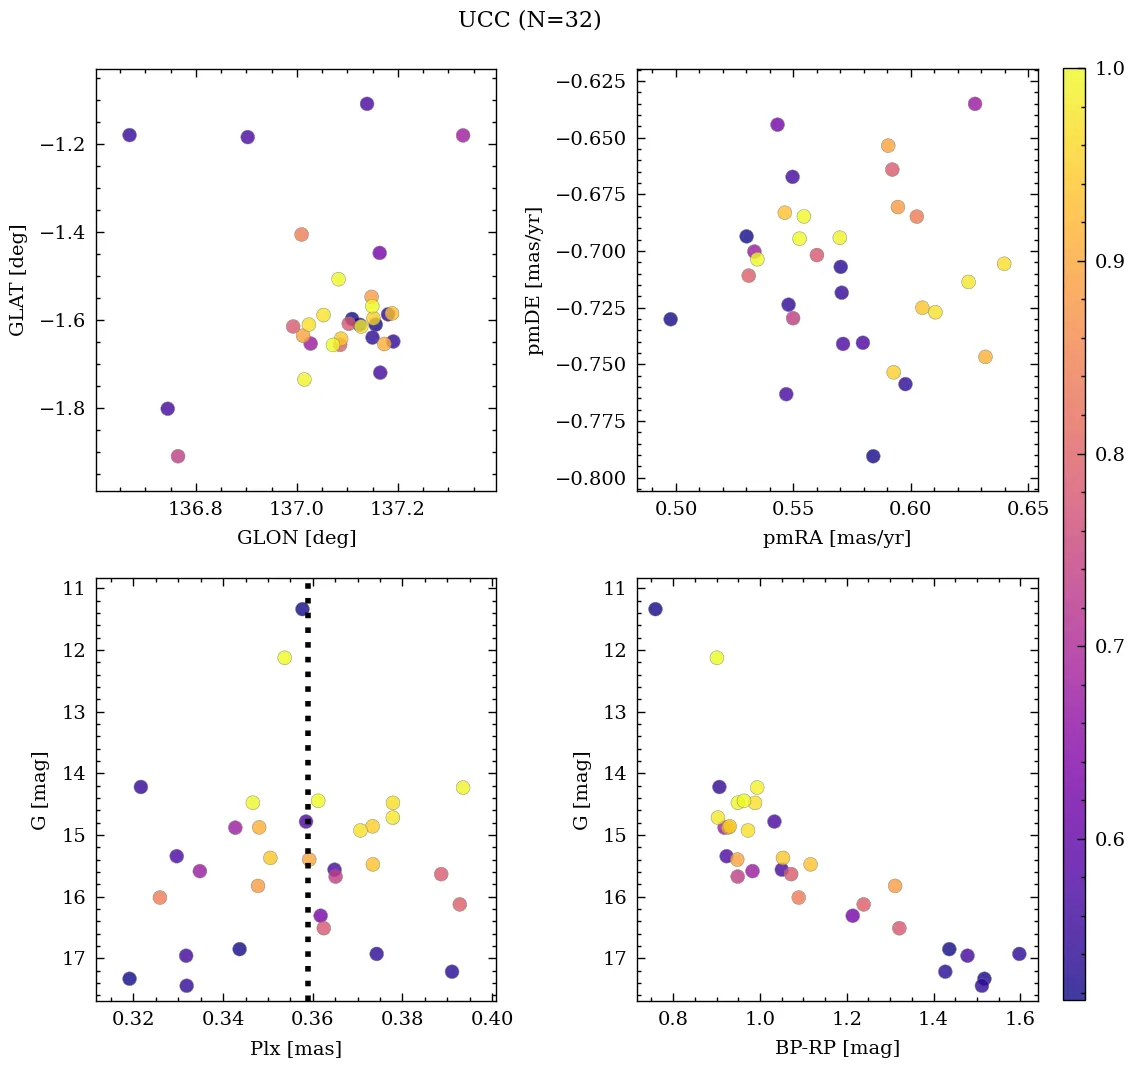 UCC (N=32)
−1.2
−1.4
−1.6
−1.8
GLAT [deg]
136.8 137.0 137.2
GLON [deg]
−0.625
−0.650
−0.675
−0.700
−0.725
−0.750
−0.775
−0.800
pmDE [mas/yr]
0.50 0.55 0.60 0.65
pmRA [mas/yr]
1.0
0.9
0.8
0.7
0.6
11
12
13
14
15
16
17
G [mag]
0.32 0.34 0.36 0.38 0.40
Plx [mas]
11
12
13
14
15
16
17
G [mag]
0.8 1.0 1.2 1.4 1.6
BP-RP [mag]